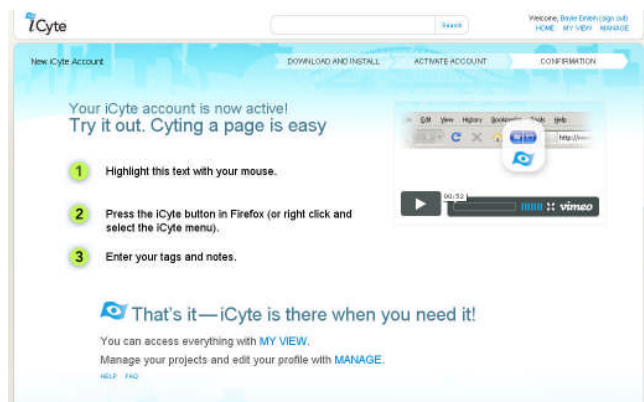 iCyte
Search
Welcome, Bayle Emlein (sign out)
HOME MY VIEW MANAGE
New iCyte Account
DOWNLOAD AND INSTALL
ACTIVATE ACCOUNT
CONFIRMATION
Your iCyte account is now active!
Try it out. Cyting a page is easy
1 Highlight this text with your mouse.
2 Press the iCyte button in Firefox (or right click and
select the iCyte menu).
3 Enter your tags and notes.
Edit View History Bookmarks Tools Help
00:52
vimeo
That's it—iCyte is there when you need it!
You can access everything with MY VIEW.
Manage your projects and edit your profile with MANAGE.
HELP FAQ